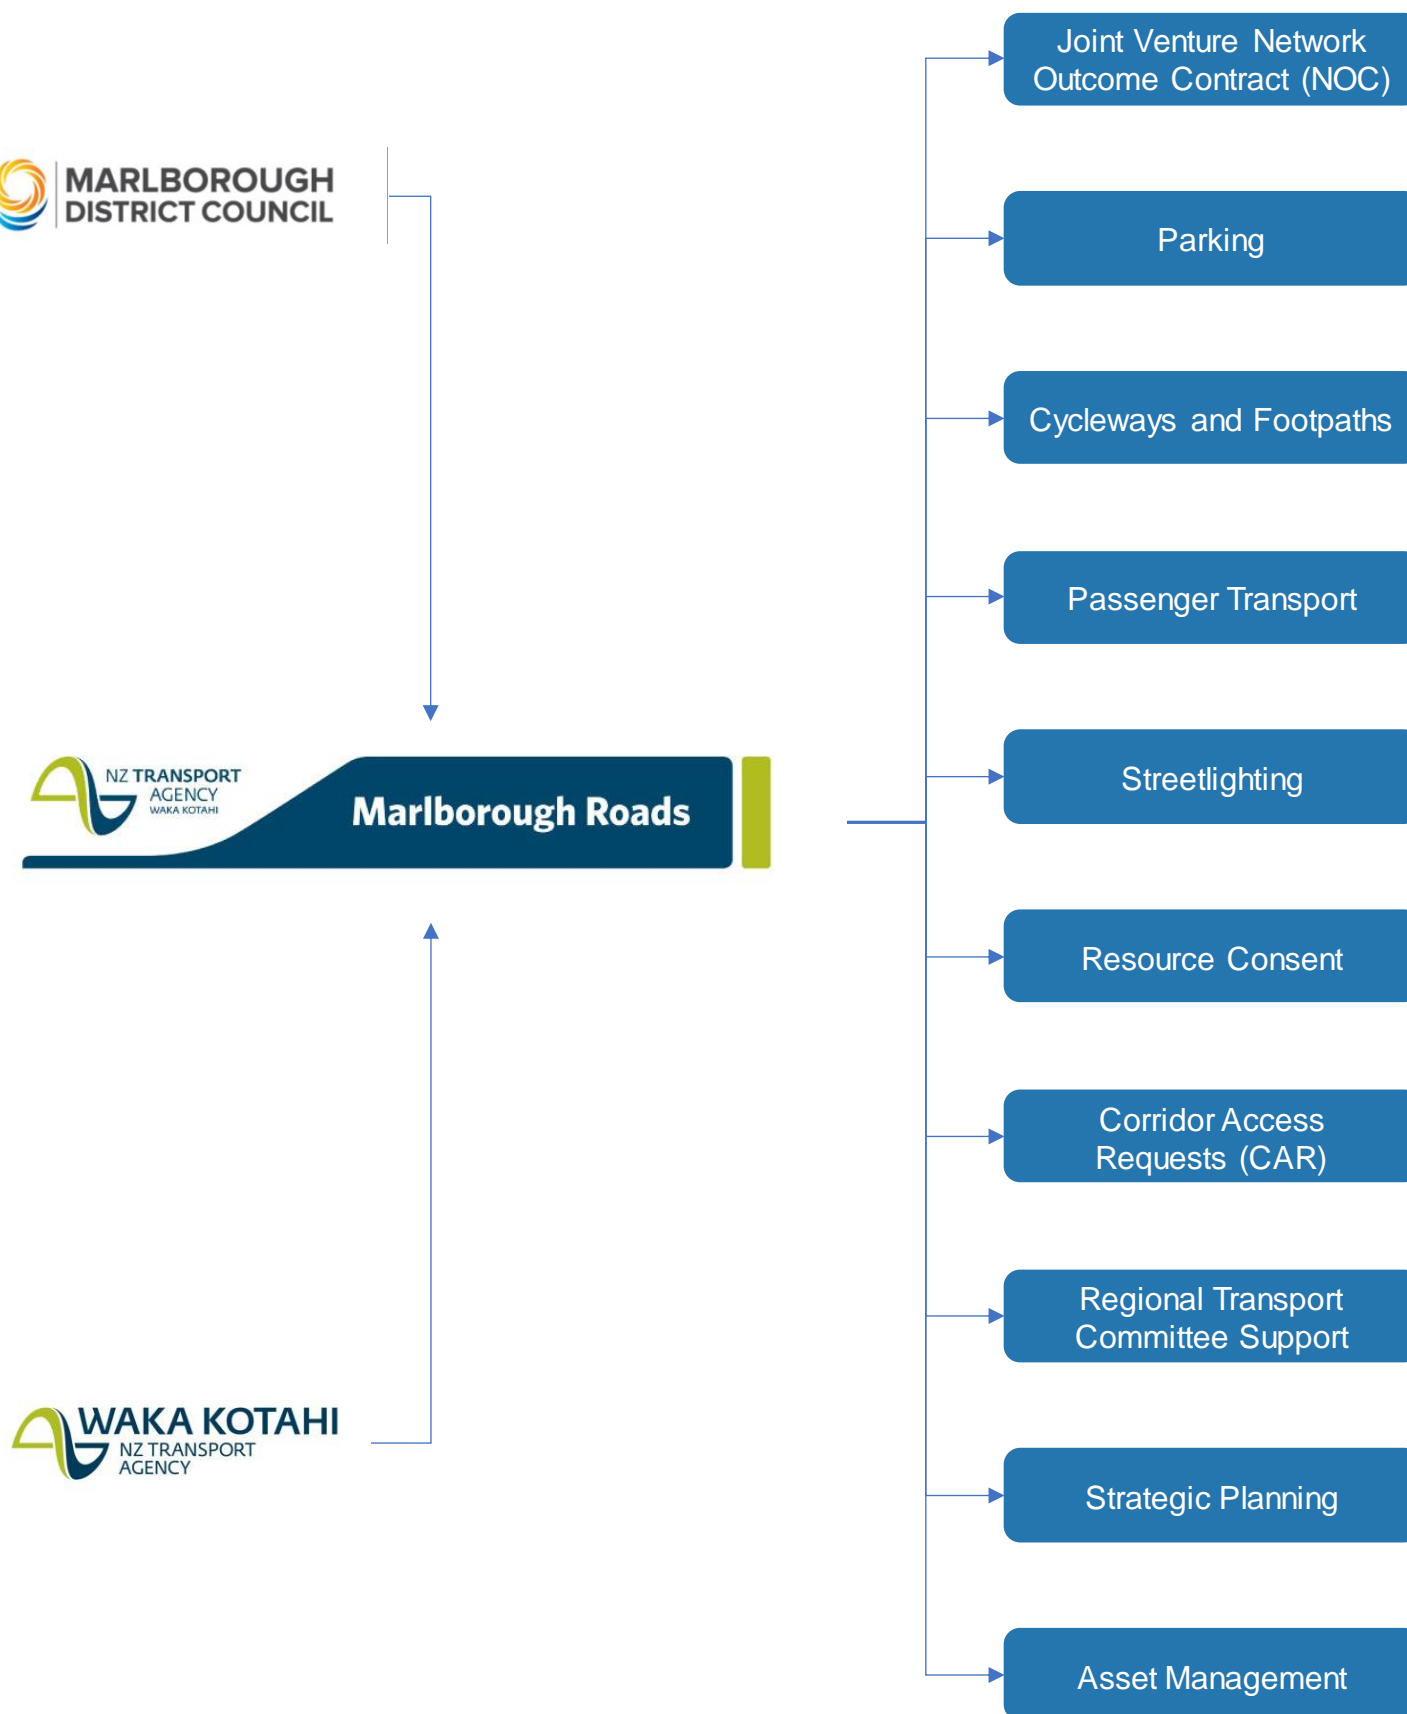 MARLBOROUGH
DISTRICT COUNCIL
NZ TRANSPORT
AGENCY
WAKA KOTAHI
Marlborough Roads
WAKA KOTAHI
NZ TRANSPORT
AGENCY
Joint Venture Network
Outcome Contract (NOC)
Parking
Cycleways and Footpaths
Passenger Transport
Streetlighting
Resource Consent
Corridor Access
Requests (CAR)
Regional Transport
Committee Support
Strategic Planning
Asset Management